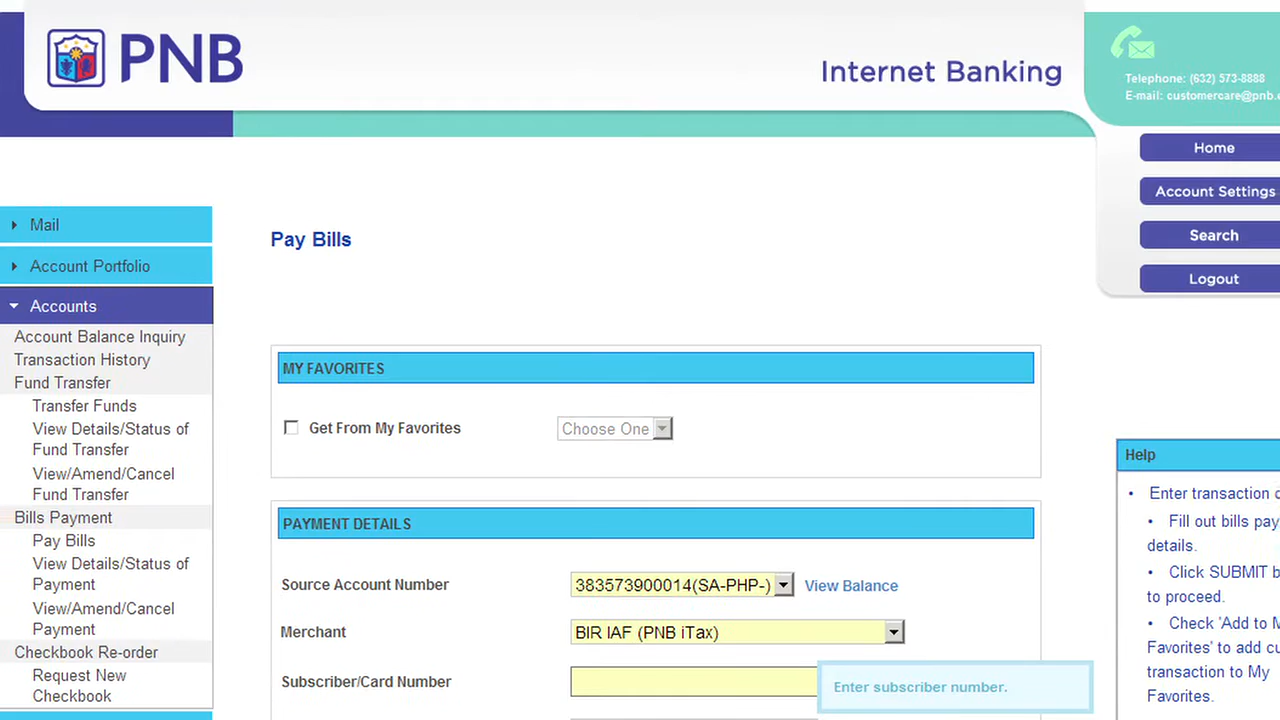 PNB
Internet Banking
Telephone: (632) 573-8888
E-mail: customercare@pnb.c
Home
Account Settings
Search
Logout
Mail
Account Portfolio
Accounts
Account Balance Inquiry
Transaction History
Fund Transfer
Transfer Funds
View Details/Status of
Fund Transfer
View/Amend/Cancel
Fund Transfer
Bills Payment
Pay Bills
View Details/Status of
Payment
View/Amend/Cancel
Payment
Checkbook Re-order
Request New
Checkbook
Pay Bills
MY FAVORITES
Get From My Favorites
Choose One
PAYMENT DETAILS
Source Account Number
383573900014(SA-PHP-)
View Balance
Merchant
BIR IAF (PNB iTax)
Subscriber/Card Number
Enter subscriber number.
Help
• Enter transaction
• Fill out bills pay
details.
• Click SUBMIT b
to proceed.
• Check 'Add to M
Favorites' to add cu
transaction to My
Favorites.